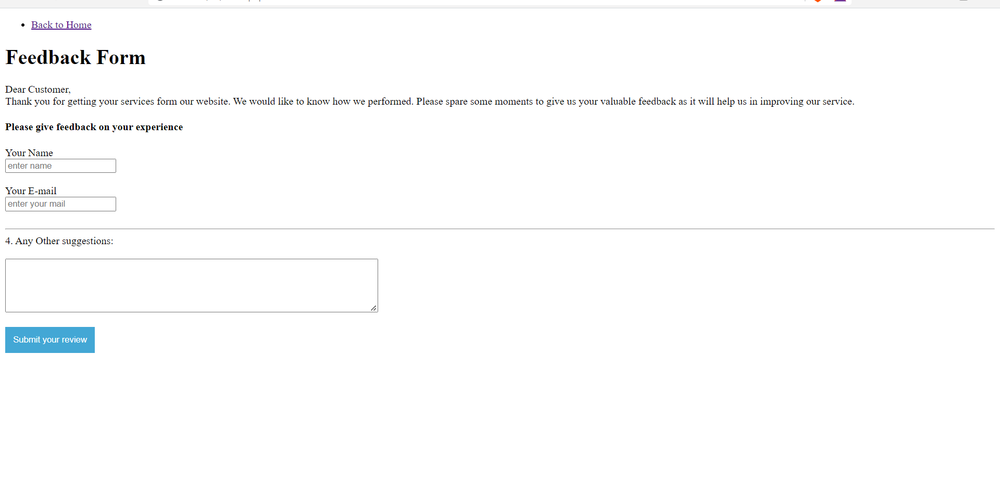 Back to Home
Feedback Form
Dear Customer,
Thank you for getting your services form our website. We would like to know how we performed. Please spare some moments to give us your valuable feedback as it will help us in improving our service.
Please give feedback on your experience
Your Name
enter name
Your E-mail
enter your mail
4. Any Other suggestions:
Submit your review